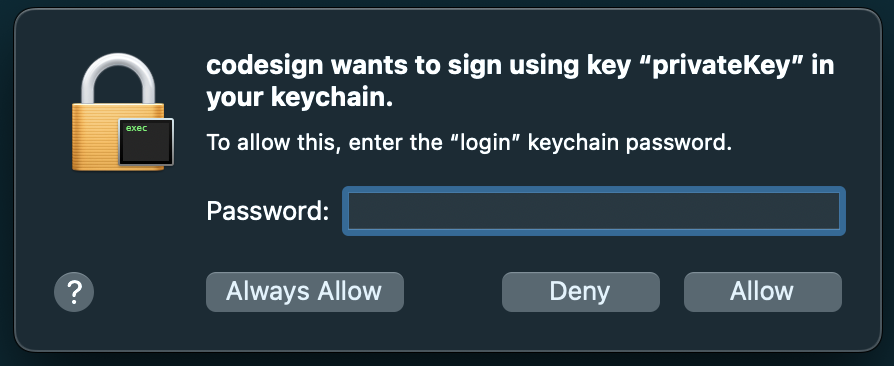 codesign wants to sign using key “privateKey” in
your keychain.
exec
To allow this, enter the “login” keychain password.
Password:
?
Always Allow
Deny
Allow